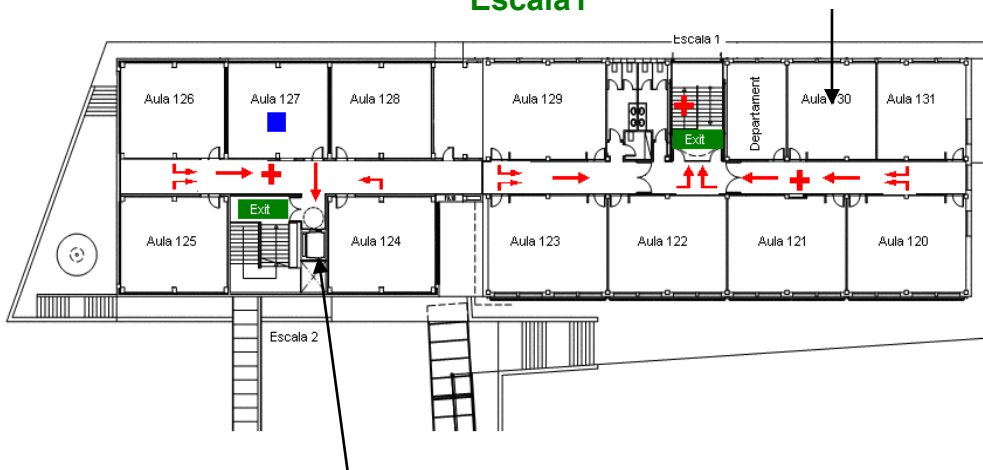 Escala1
Escala 1
Aula 126
Aula 127
Aula 128
Aula 129
Departament
Aula 130
Aula 131
Exit
Exit
Aula 125
Aula 124
Aula 123
Aula 122
Aula 121
Aula 120
Escala 2